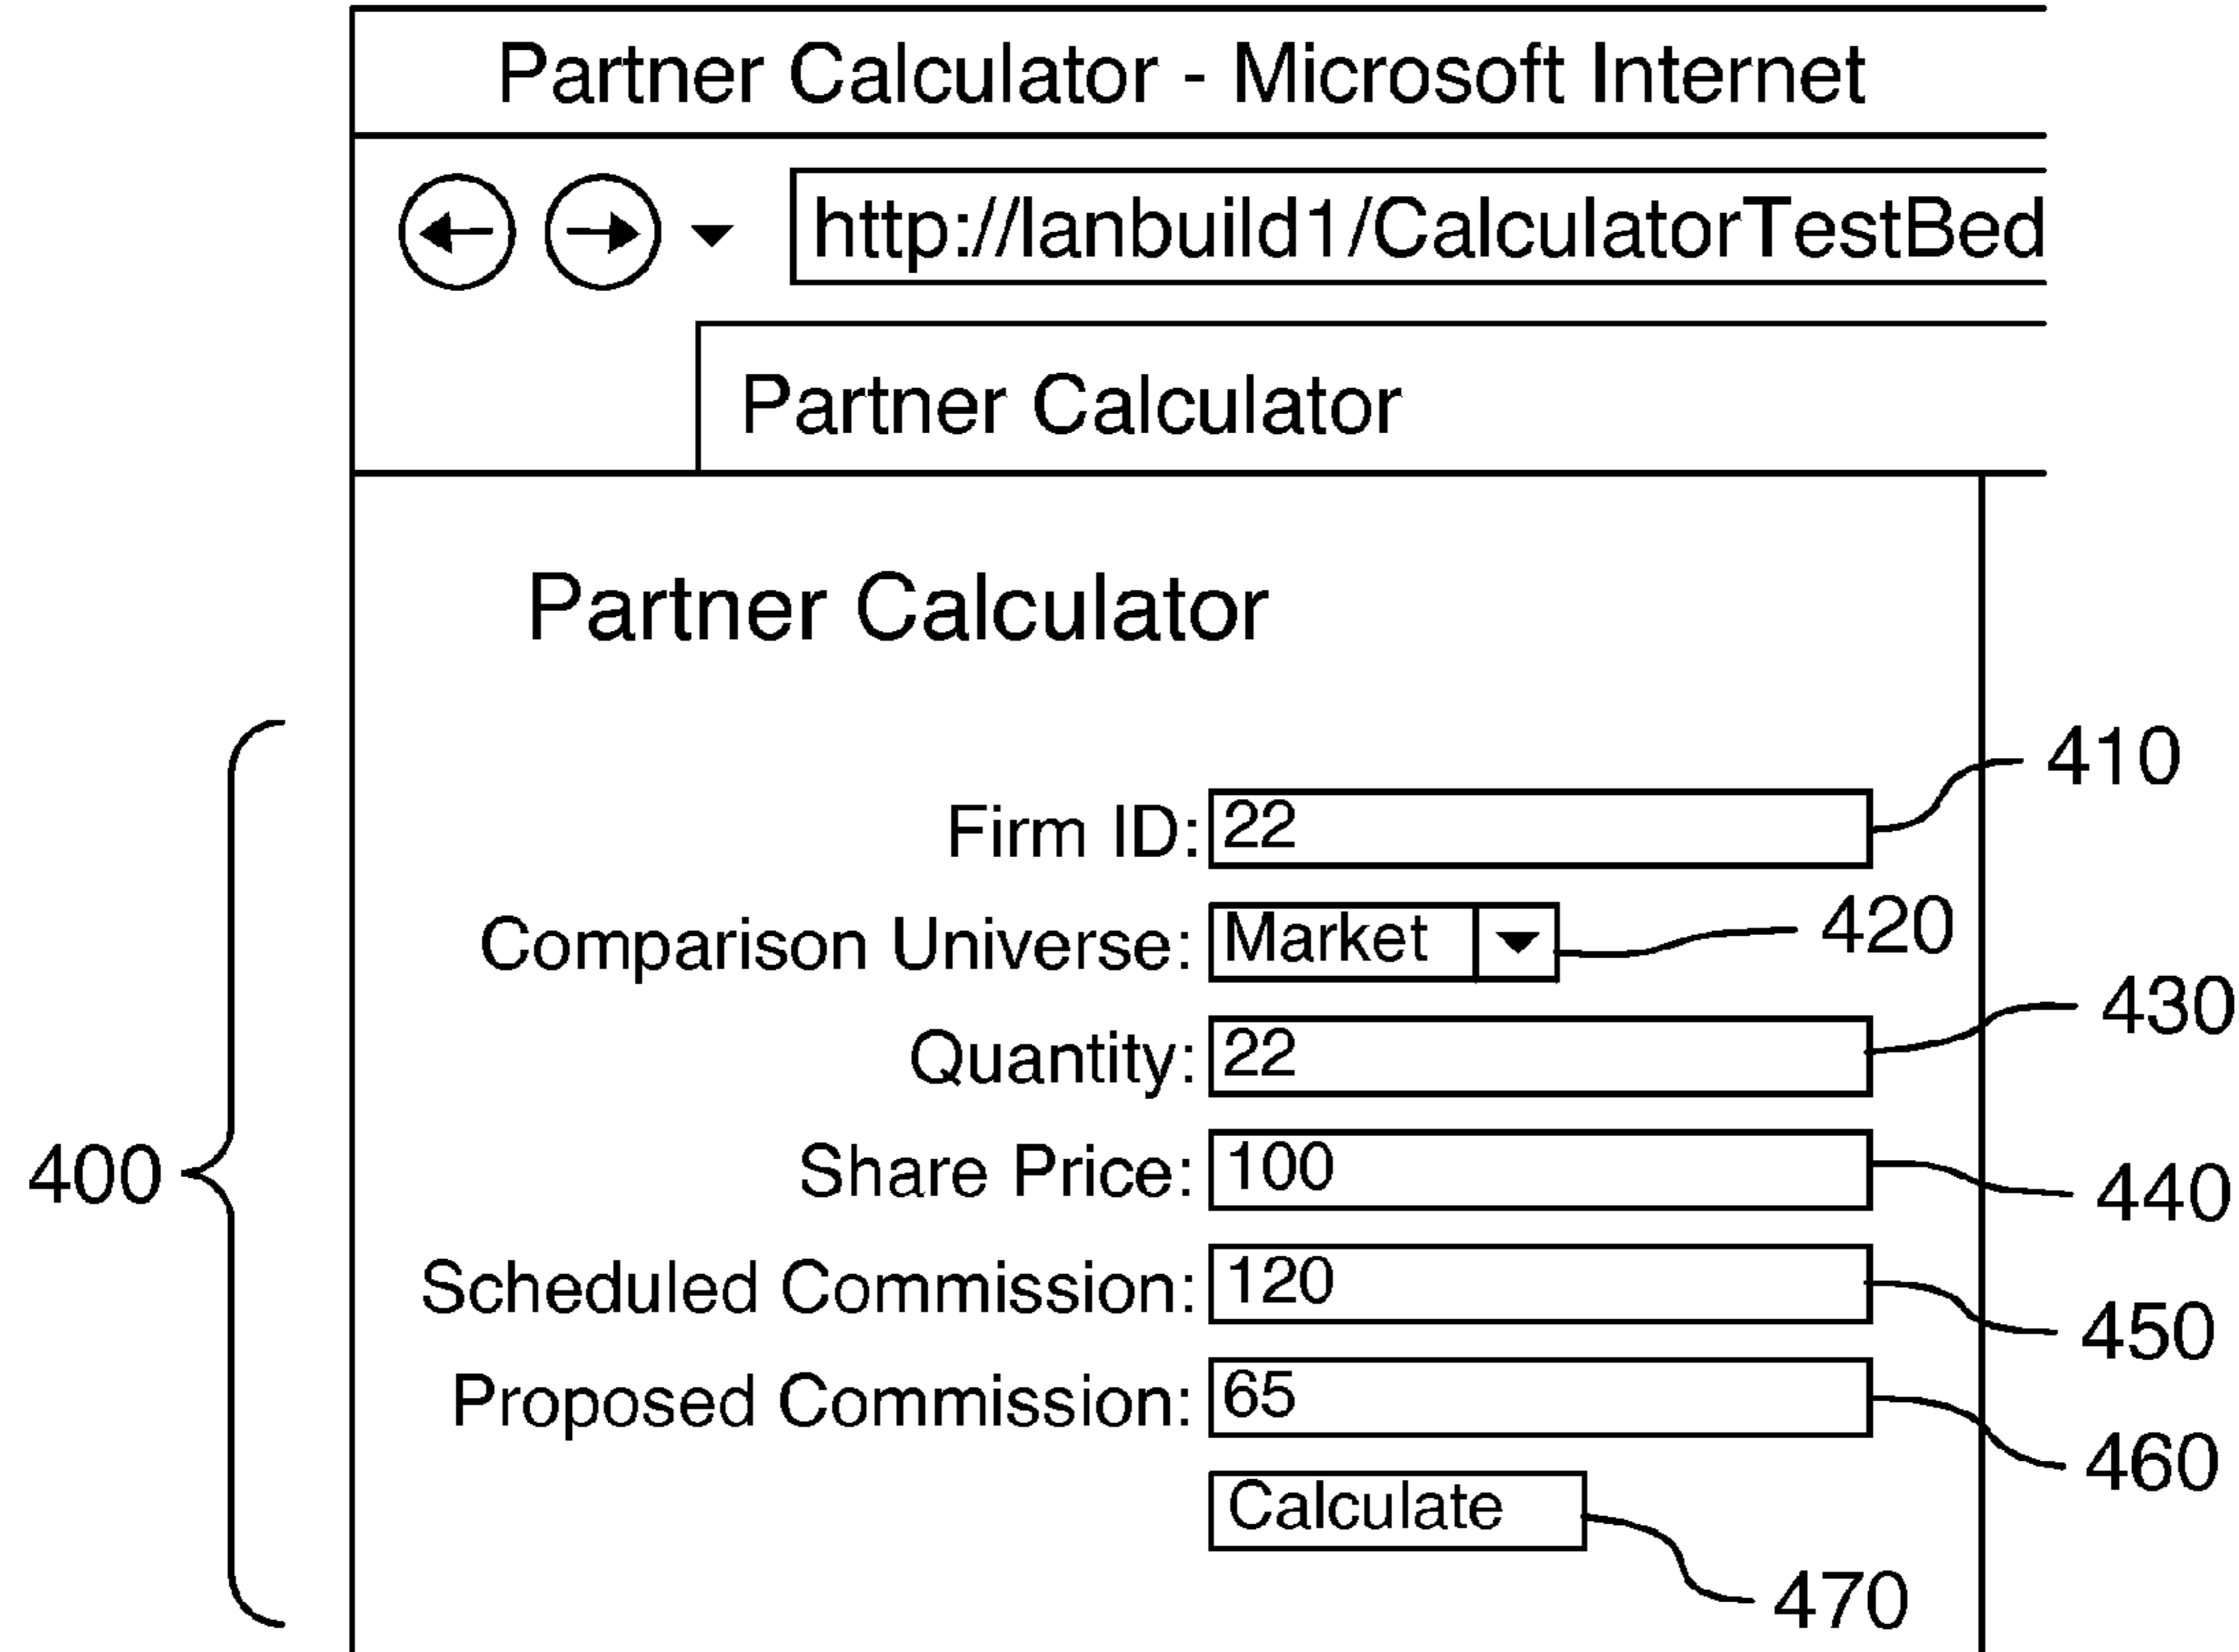 Partner Calculator - Microsoft Internet
http://lanbuild1/CalculatorTestBed
Partner Calculator
Partner Calculator
410
Firm ID: 22
Comparison Universe: Market 420
430
Quantity: 22
400
Share Price: 100
440
Scheduled Commission: 120
450
Proposed Commission: 65
460
Calculate
470